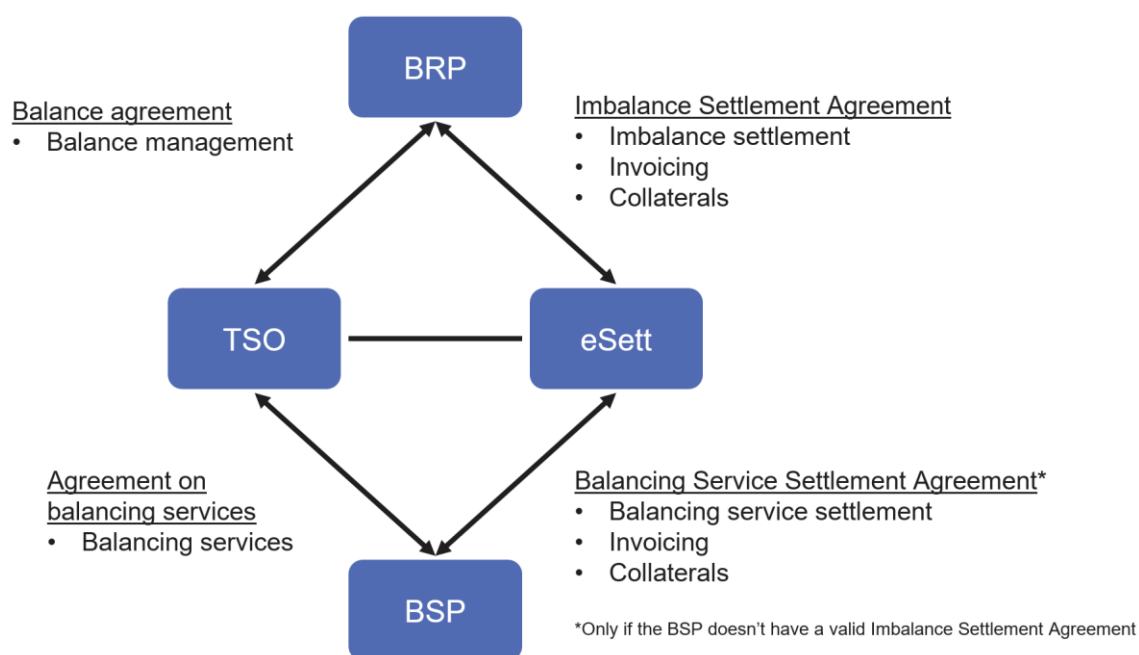 BRP
Balance agreement
• Balance management
Imbalance Settlement Agreement
• Imbalance settlement
• Invoicing
• Collaterals
TSO
eSett
Agreement on
balancing services
• Balancing services
Balancing Service Settlement Agreement*
• Balancing service settlement
• Invoicing
• Collaterals
BSP
*Only if the BSP doesn’t have a valid Imbalance Settlement Agreement